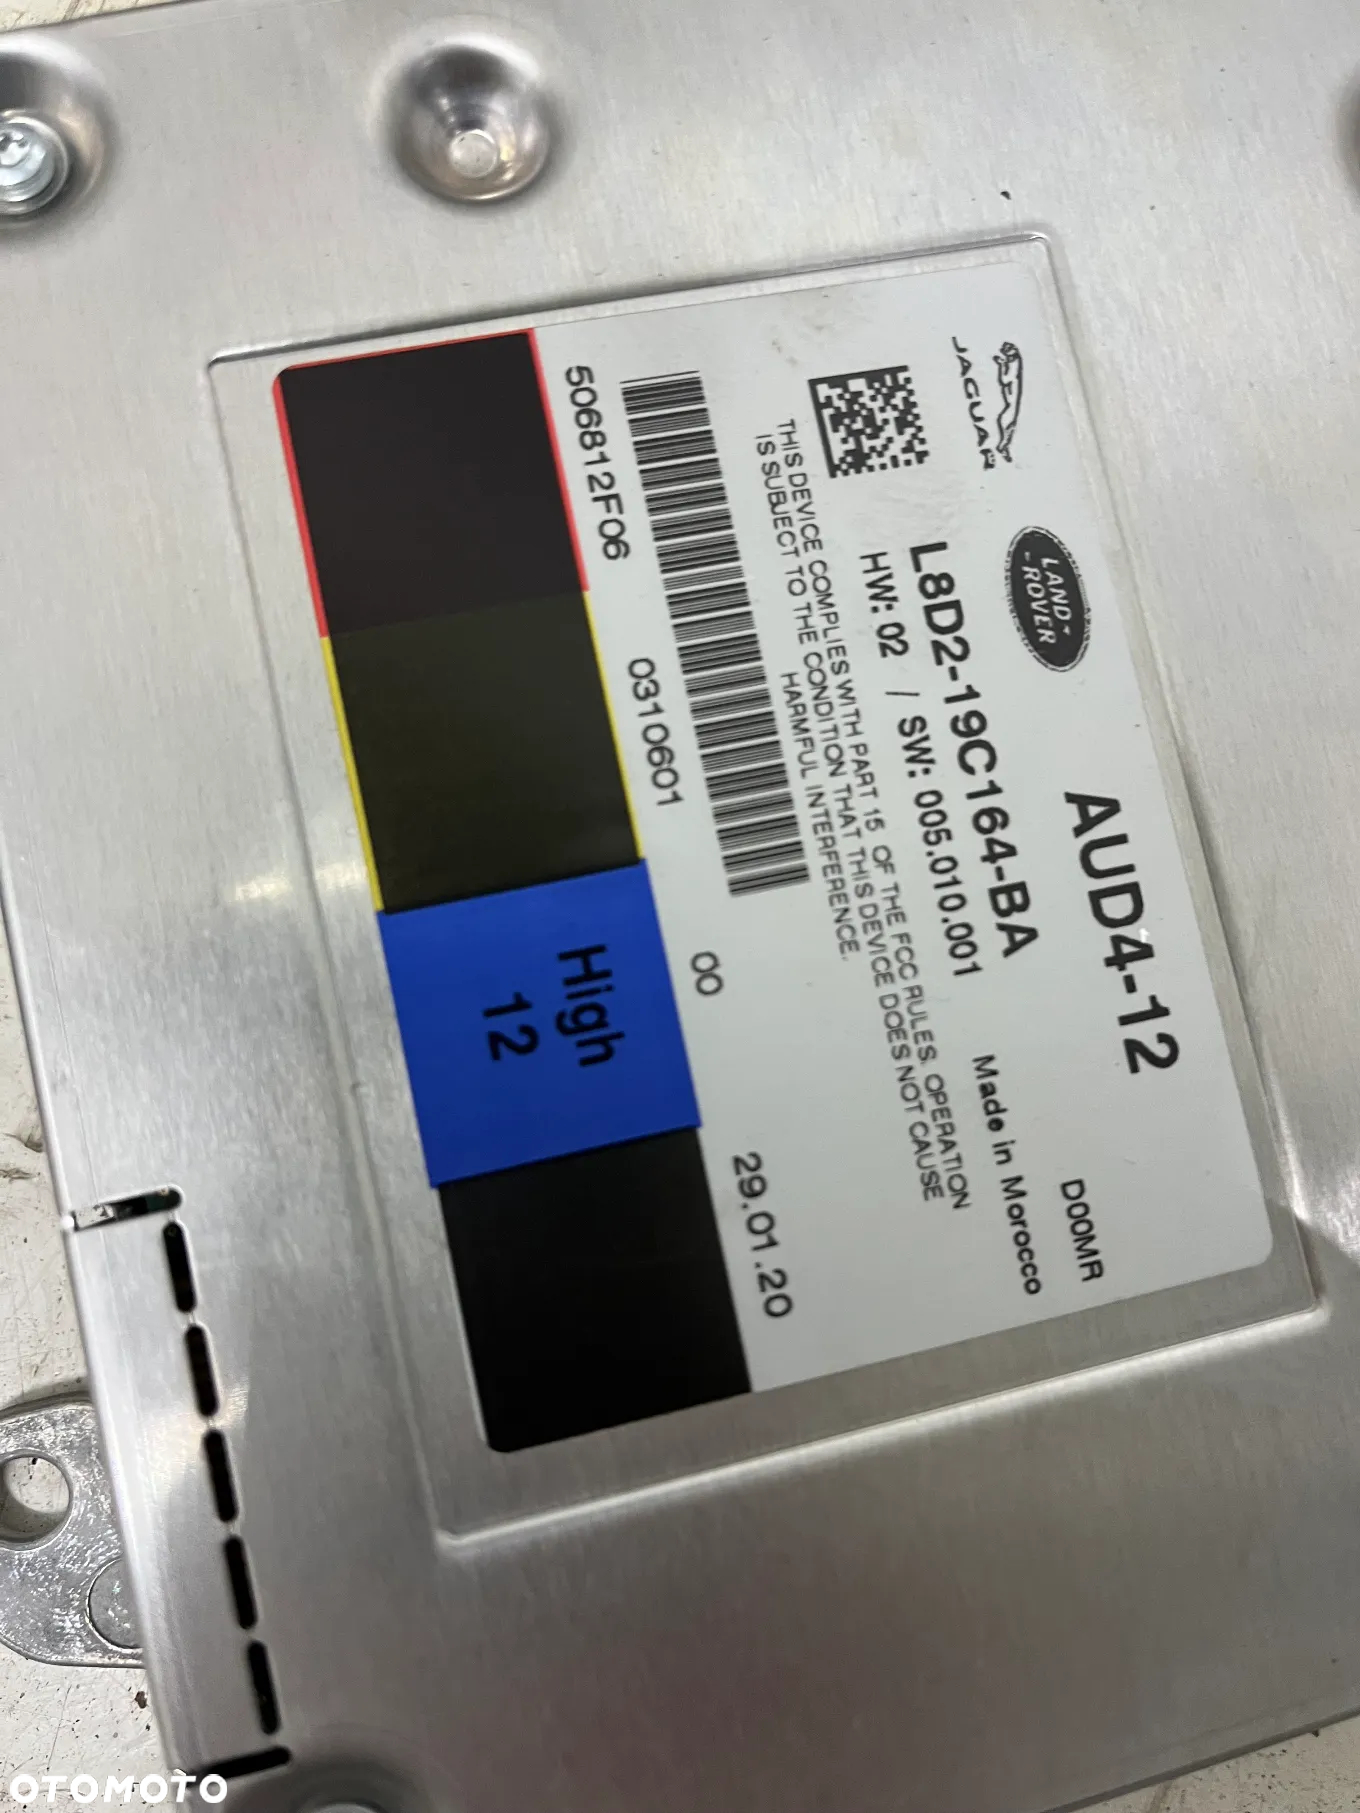 JAGUAR
LAND-
-ROVER
AUD4-12
D00MR
L8D2-19C164-BA
Made in Morocco
HW: 02 / SW: 005.010.001
THIS DEVICE COMPLIES WITH PART 15 OF THE FCC RULES. OPERATION
IS SUBJECT TO THE CONDITION THAT THIS DEVICE DOES NOT CAUSE
HARMFUL INTERFERENCE.
506812F06 0310601 00 29.01.20
High
12
OTOMOTO